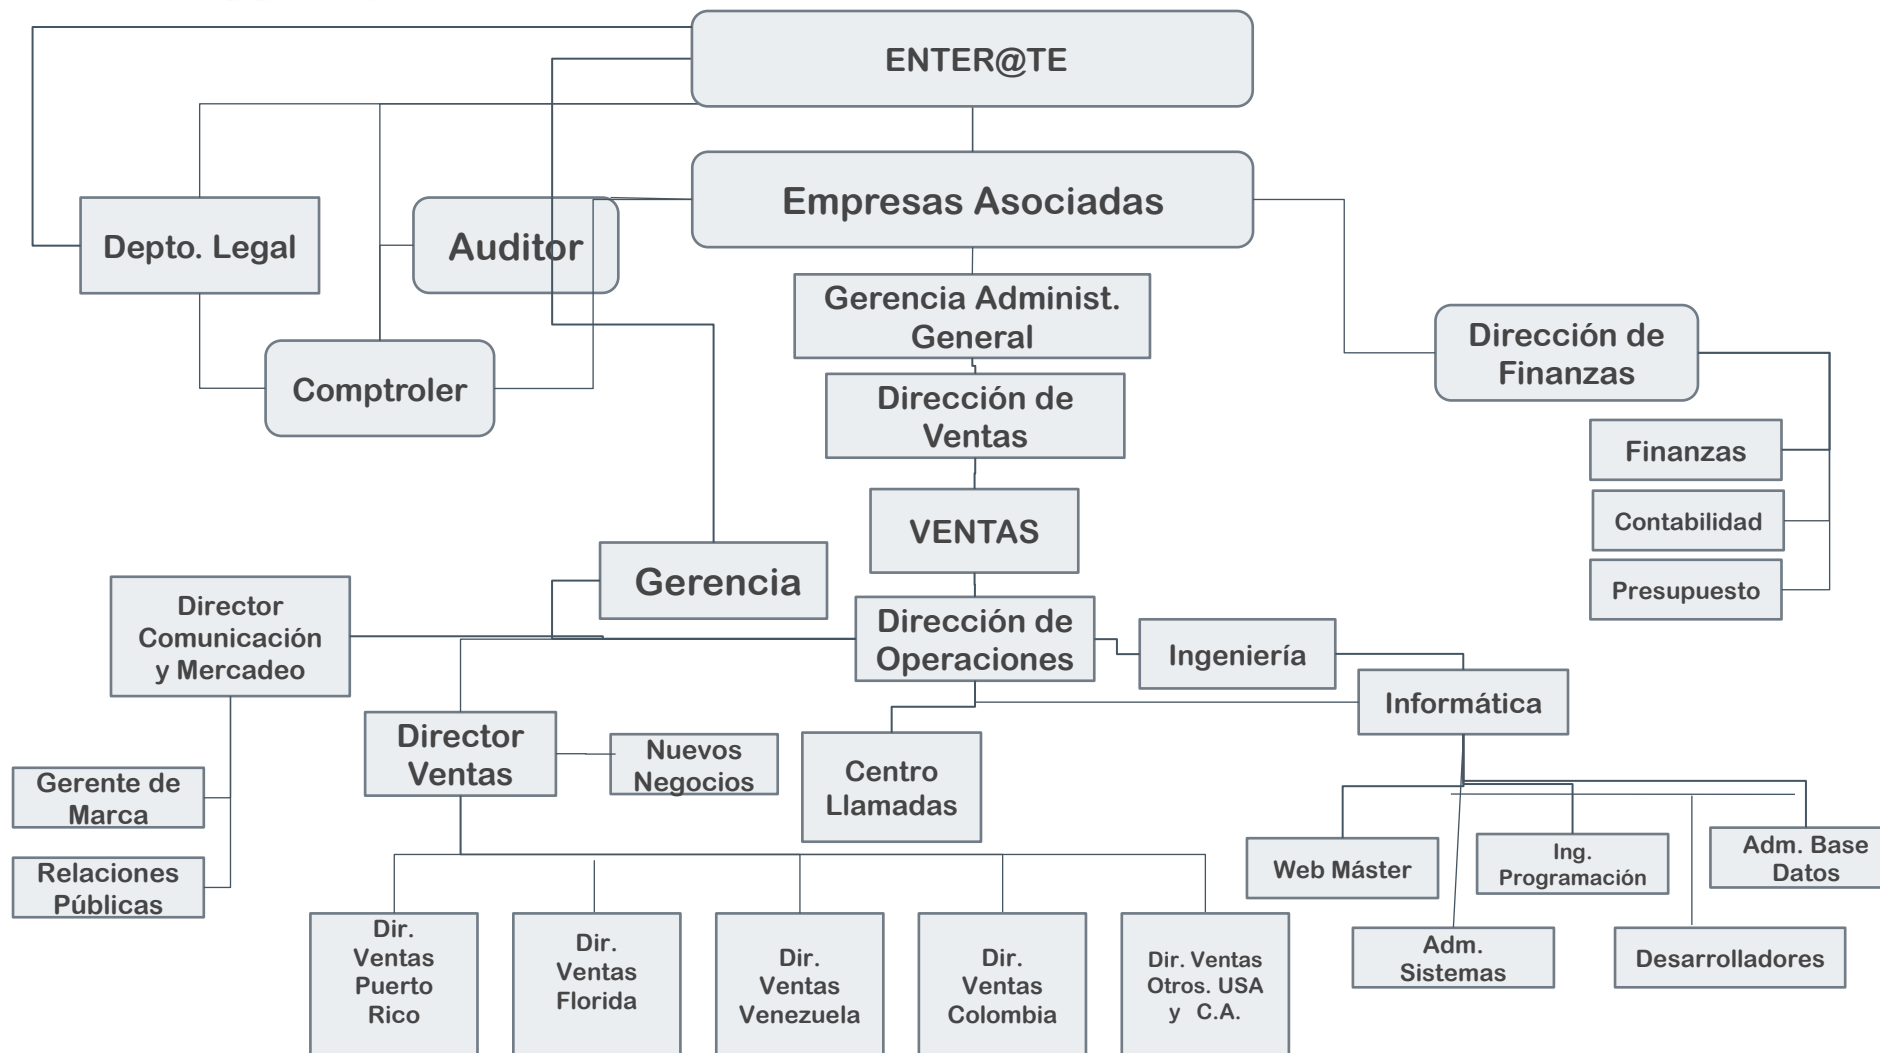 ENTER@TE
Empresas Asociadas
Depto. Legal
Auditor
Gerencia Administ.
General
Dirección de
Finanzas
Comptroler
Dirección de
Ventas
Finanzas
VENTAS
Contabilidad
Gerencia
Presupuesto
Director
Comunicación
y Mercadeo
Dirección de
Operaciones
Ingeniería
Informática
Director
Ventas
Nuevos
Negocios
Centro
Llamadas
Gerente de
Marca
Relaciones
Públicas
Web Máster
Ing.
Programación
Adm. Base
Datos
Dir.
Ventas
Puerto
Rico
Dir.
Ventas
Florida
Dir.
Ventas
Venezuela
Dir.
Ventas
Colombia
Dir. Ventas
Otros. USA
y C.A.
Adm.
Sistemas
Desarrolladores